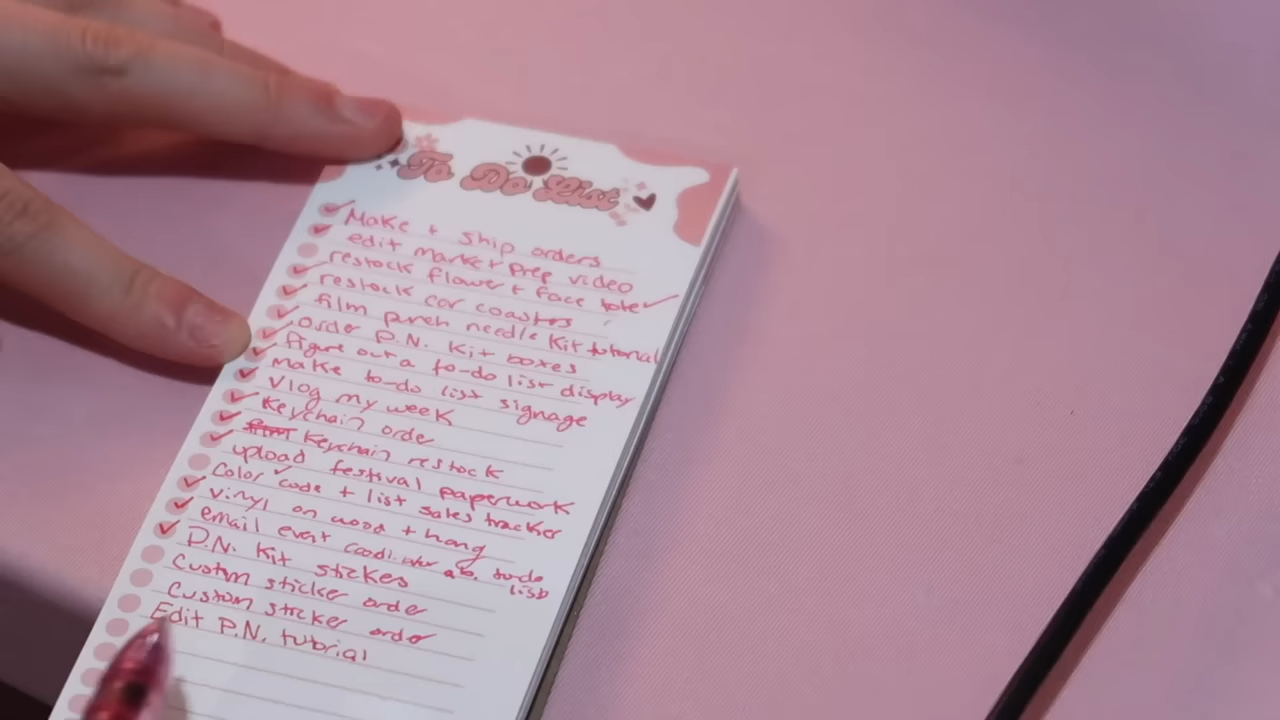 To Do List
Make + ship orders
edit market prep video
restock flower + face tote
restock car coasters
film punch needle kit tutorial
order P.N. Kit boxes
figure out a to-do list display
make to-do list signage
Vlog my week
Keychain order
Keychain restock
upload festival paperwork
Color code + list sales tracker
vinyl on wood + hang
email event ab. to-do
list
P.N. Kit stickes
Custom sticker order
Custom sticker order
Edit P.N. tutorial